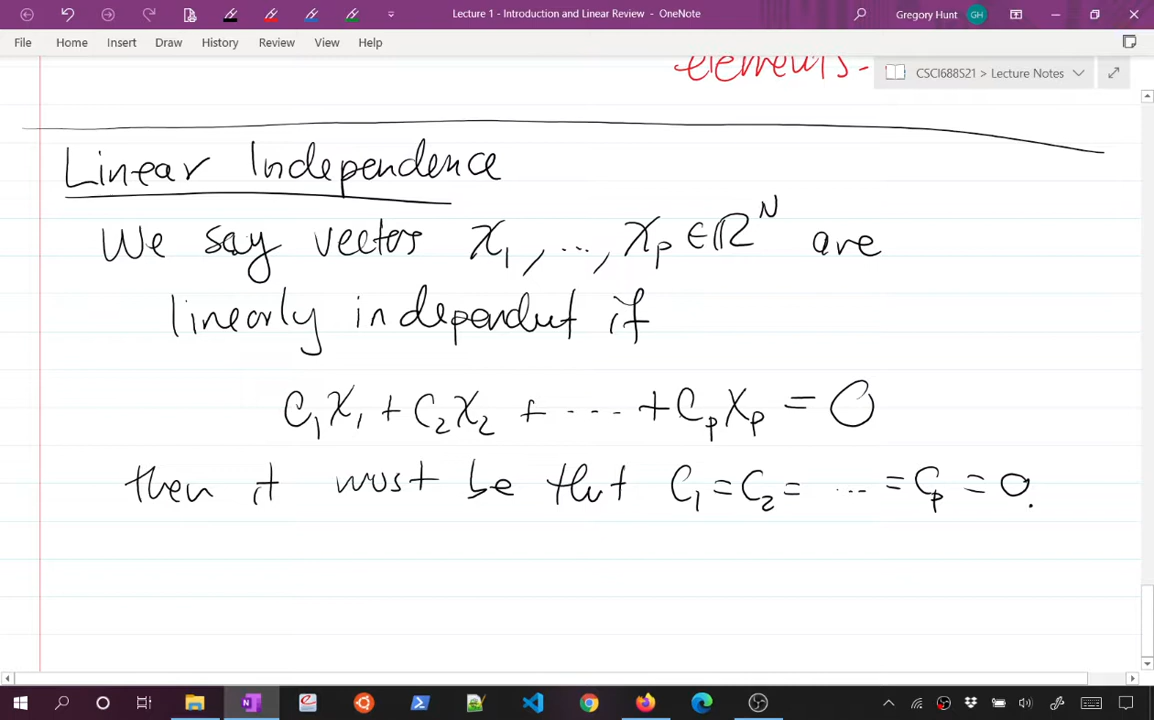 Lecture 1 - Introduction and Linear Review - OneNote
Gregory Hunt
GH
File Home Insert Draw History Review View Help
elements.
CSCI688S21 > Lecture Notes
Linear Independence
We say vectors x₁, ..., xₚ ∈ ℝᴺ are
linearly independent if
C₁x₁ + C₂x₂ + ... + Cₚxₚ = 0
then it must be that C₁ = C₂ = ... = Cₚ = 0.